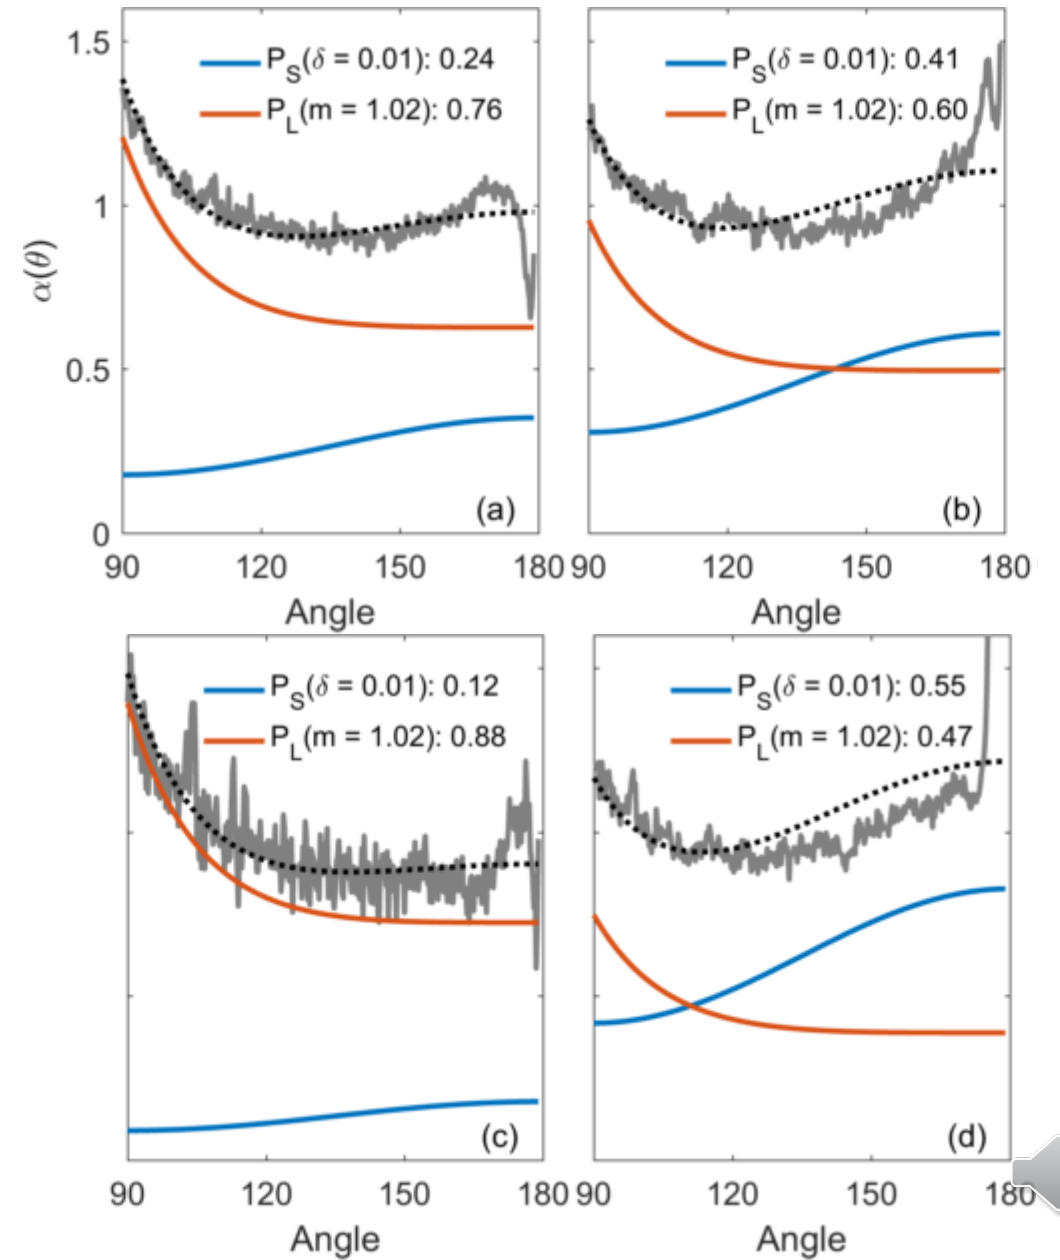 1.5
1
0.5
0
α(θ)
P_S(δ = 0.01): 0.24
P_L(m = 1.02): 0.76
(a)
90 120 150 180
Angle
P_S(δ = 0.01): 0.41
P_L(m = 1.02): 0.60
(b)
90 120 150 180
Angle
P_S(δ = 0.01): 0.12
P_L(m = 1.02): 0.88
(c)
90 120 150 180
Angle
P_S(δ = 0.01): 0.55
P_L(m = 1.02): 0.47
(d)
90 120 150 180
Angle